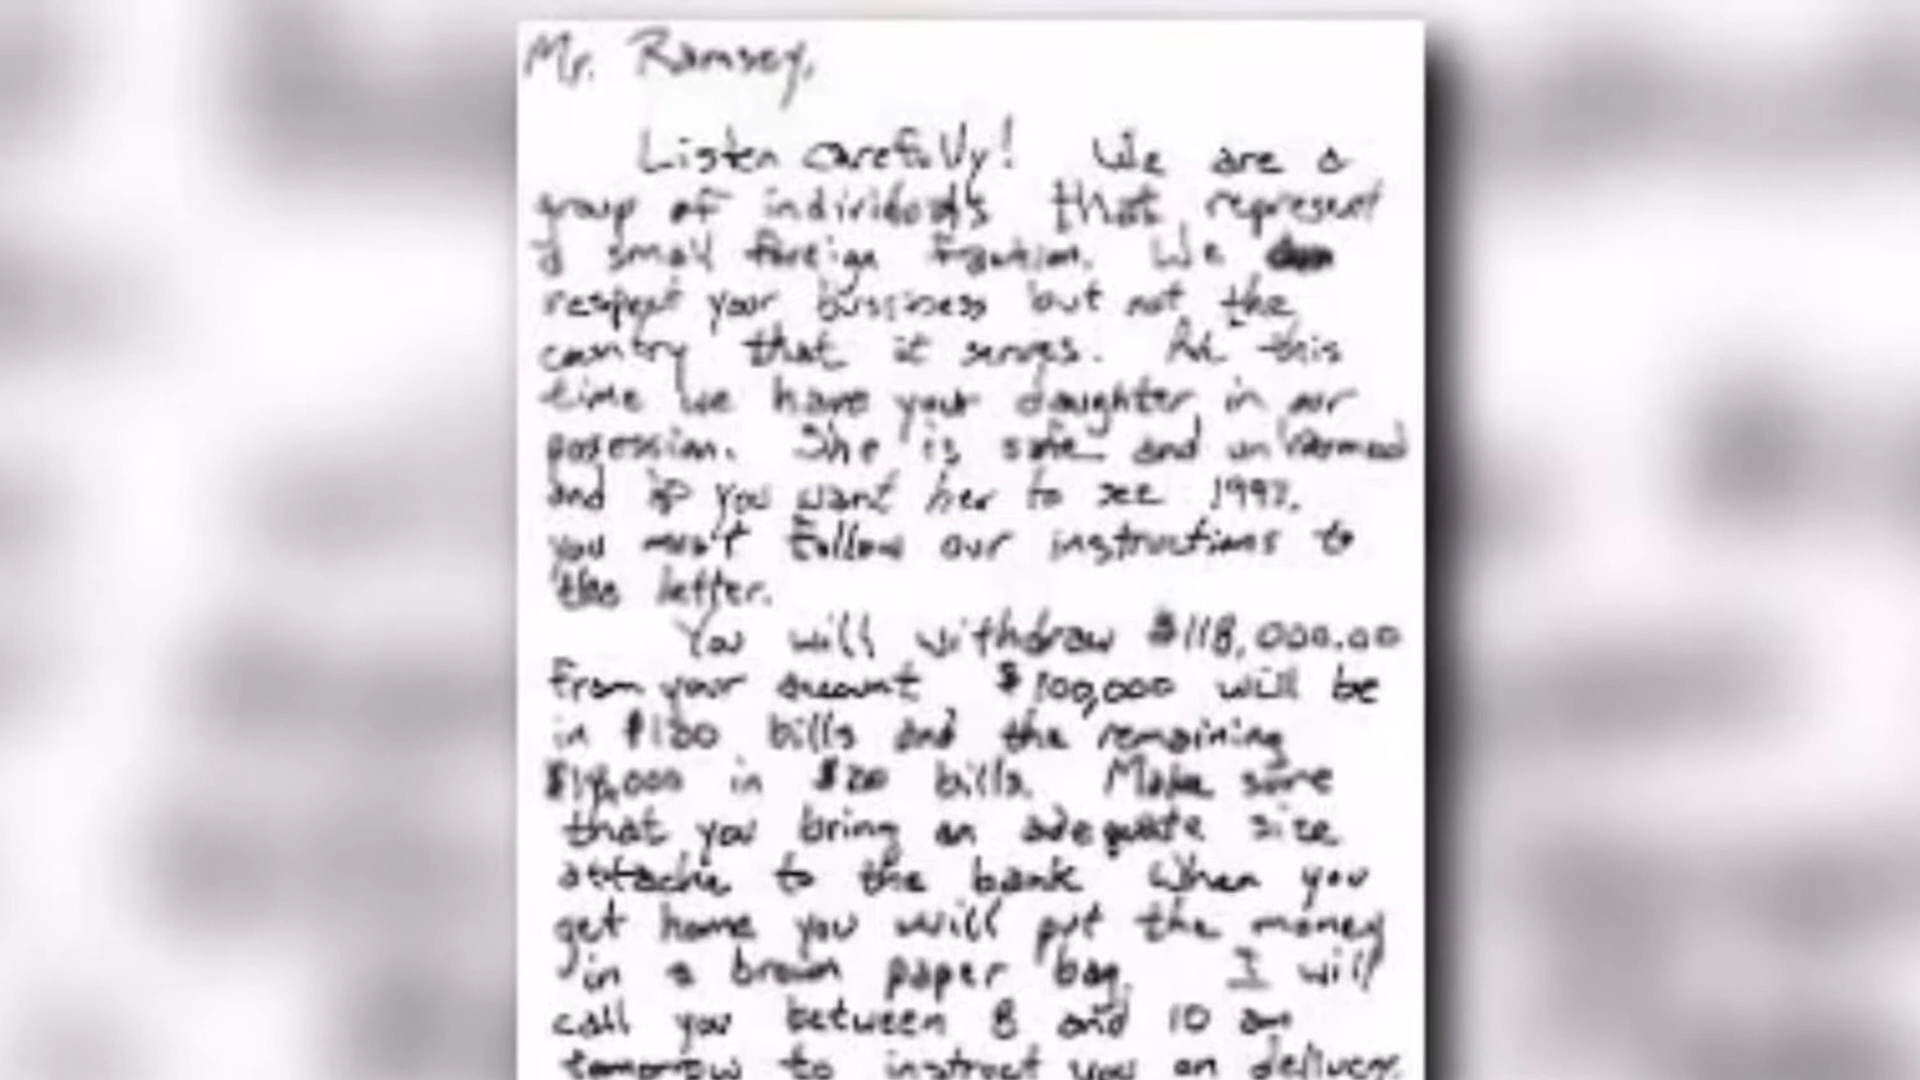 Mr. Ramsey,
Listen carefully! We are a
group of individuals that represent
a small foreign faction. We
respect your bussiness but not the
country that it serves. At this
time we have your daughter in our
posession. She is safe and unharmed
and if you want her to see 1997,
you must follow our instructions to
the letter.
You will withdraw $118,000.00
from your account $100,000 will be
in $100 bills and the remaining
$18,000 in $20 bills. Make sure
that you bring an adequate size
attache to the bank When you
get home you will put the money
in a brown paper bag. I will
call you between 8 and 10 am
tomorrow to instruct you on delivery.